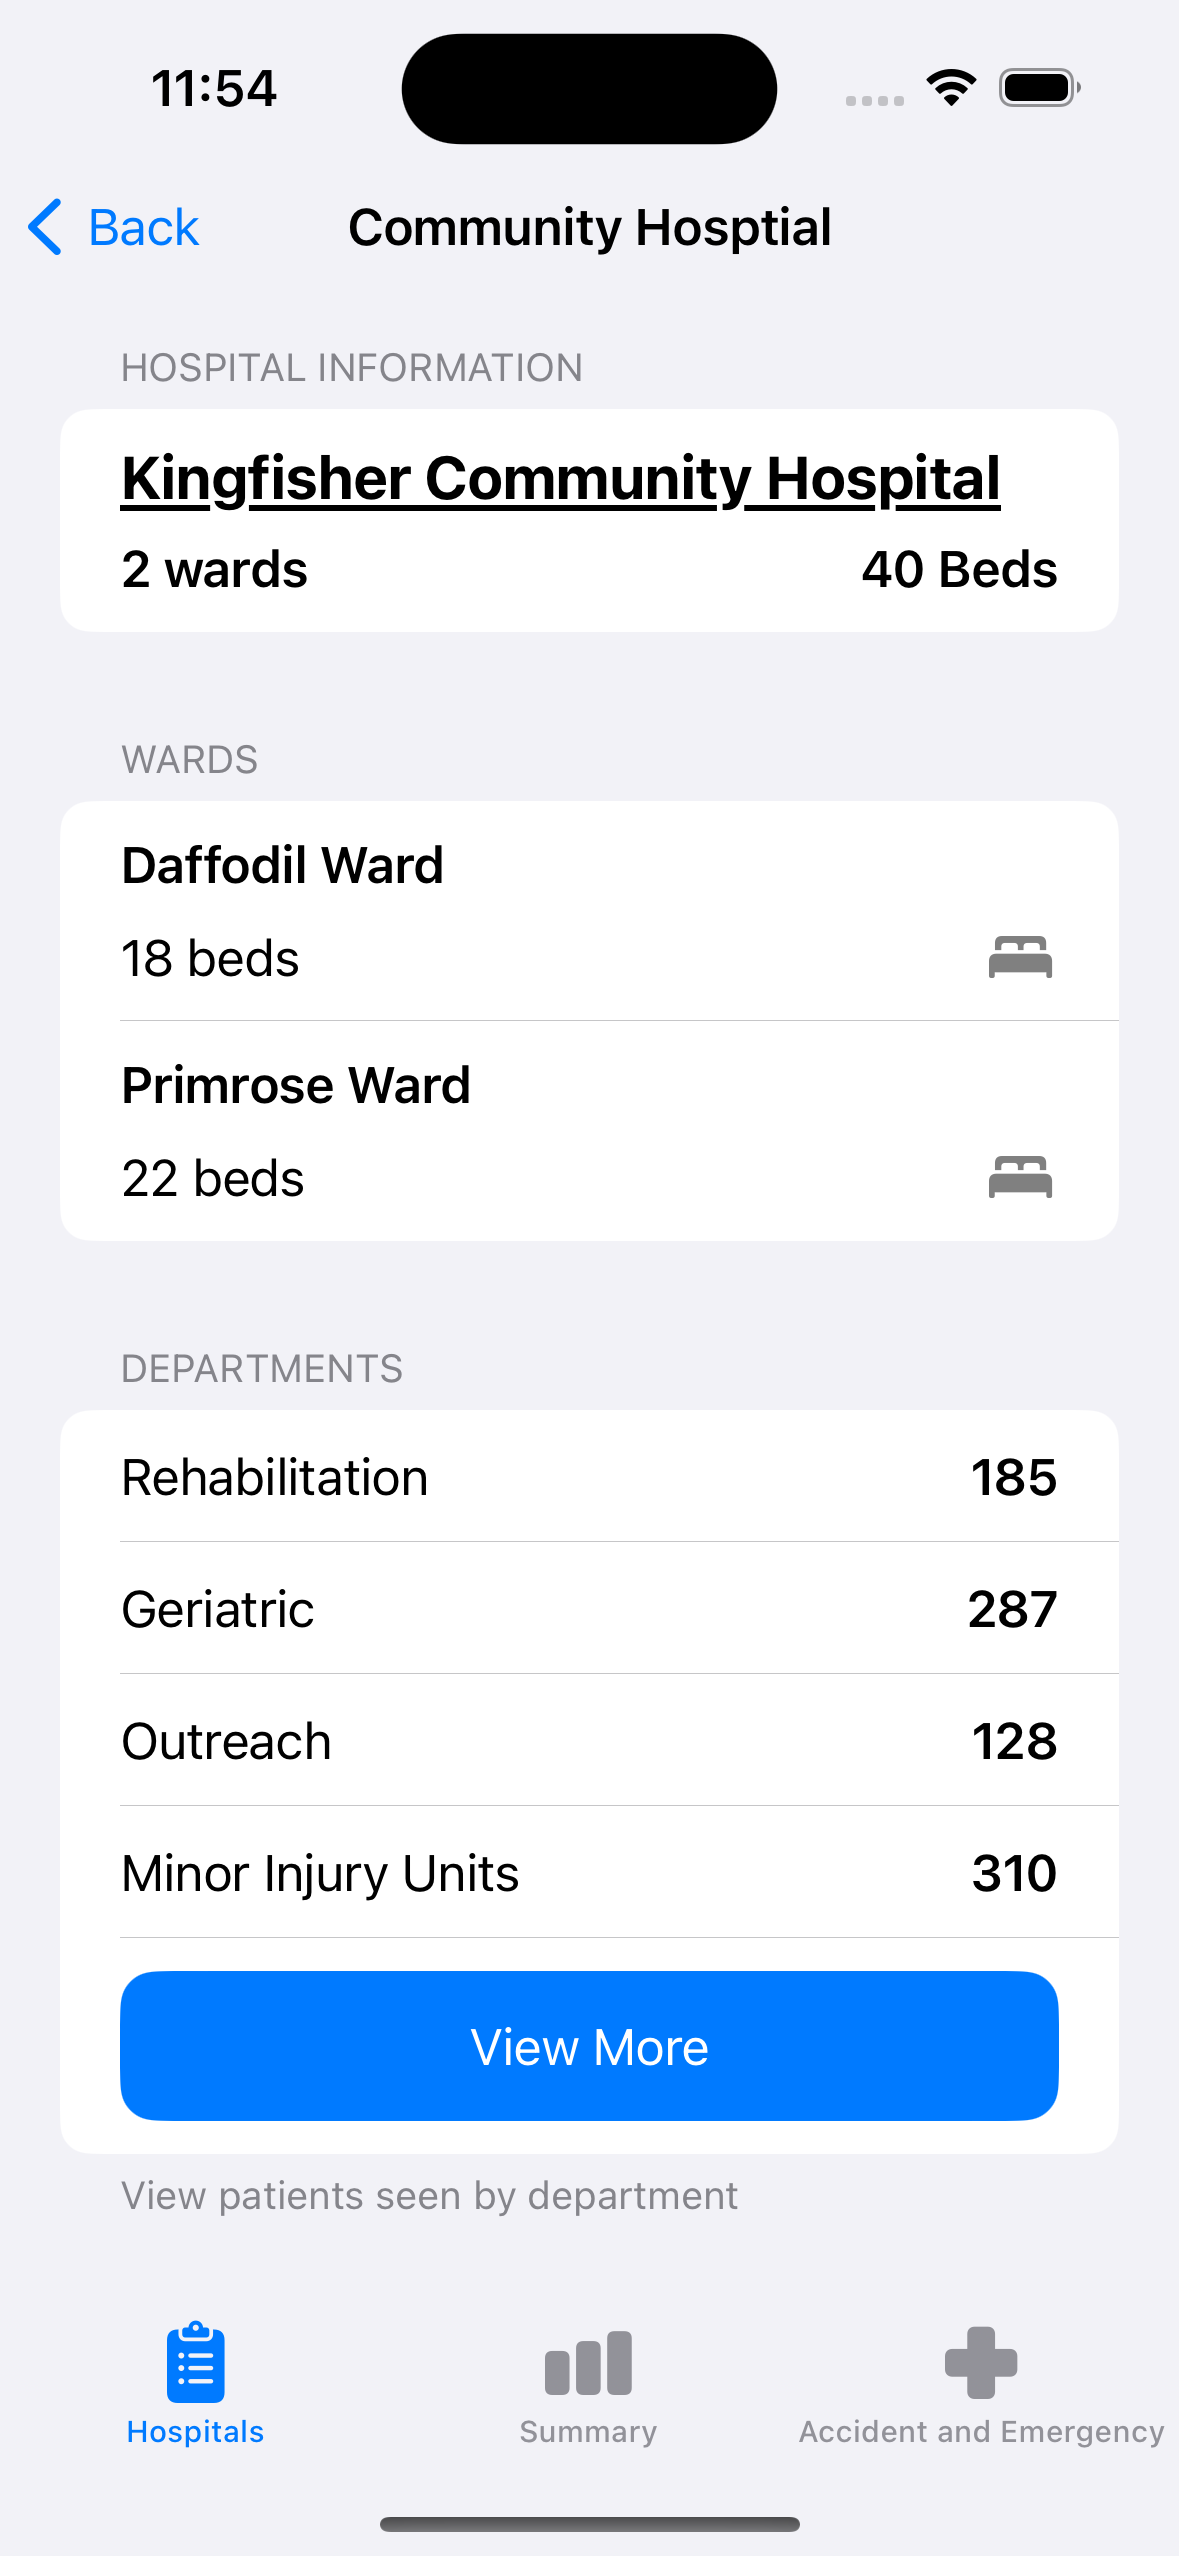 11:54
Back
Community Hosptial
HOSPITAL INFORMATION
Kingfisher Community Hospital
2 wards
40 Beds
WARDS
Daffodil Ward
18 beds
Primrose Ward
22 beds
DEPARTMENTS
Rehabilitation 185
Geriatric 287
Outreach 128
Minor Injury Units 310
View More
View patients seen by department
Hospitals
Summary
Accident and Emergency